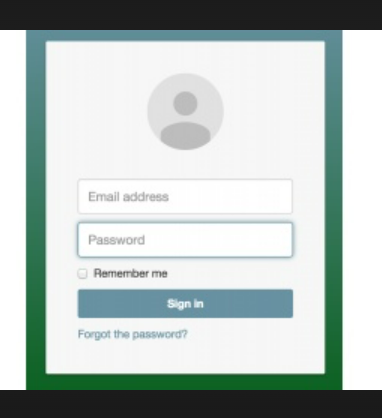 Email address
Password
Remember me
Sign in
Forgot the password?